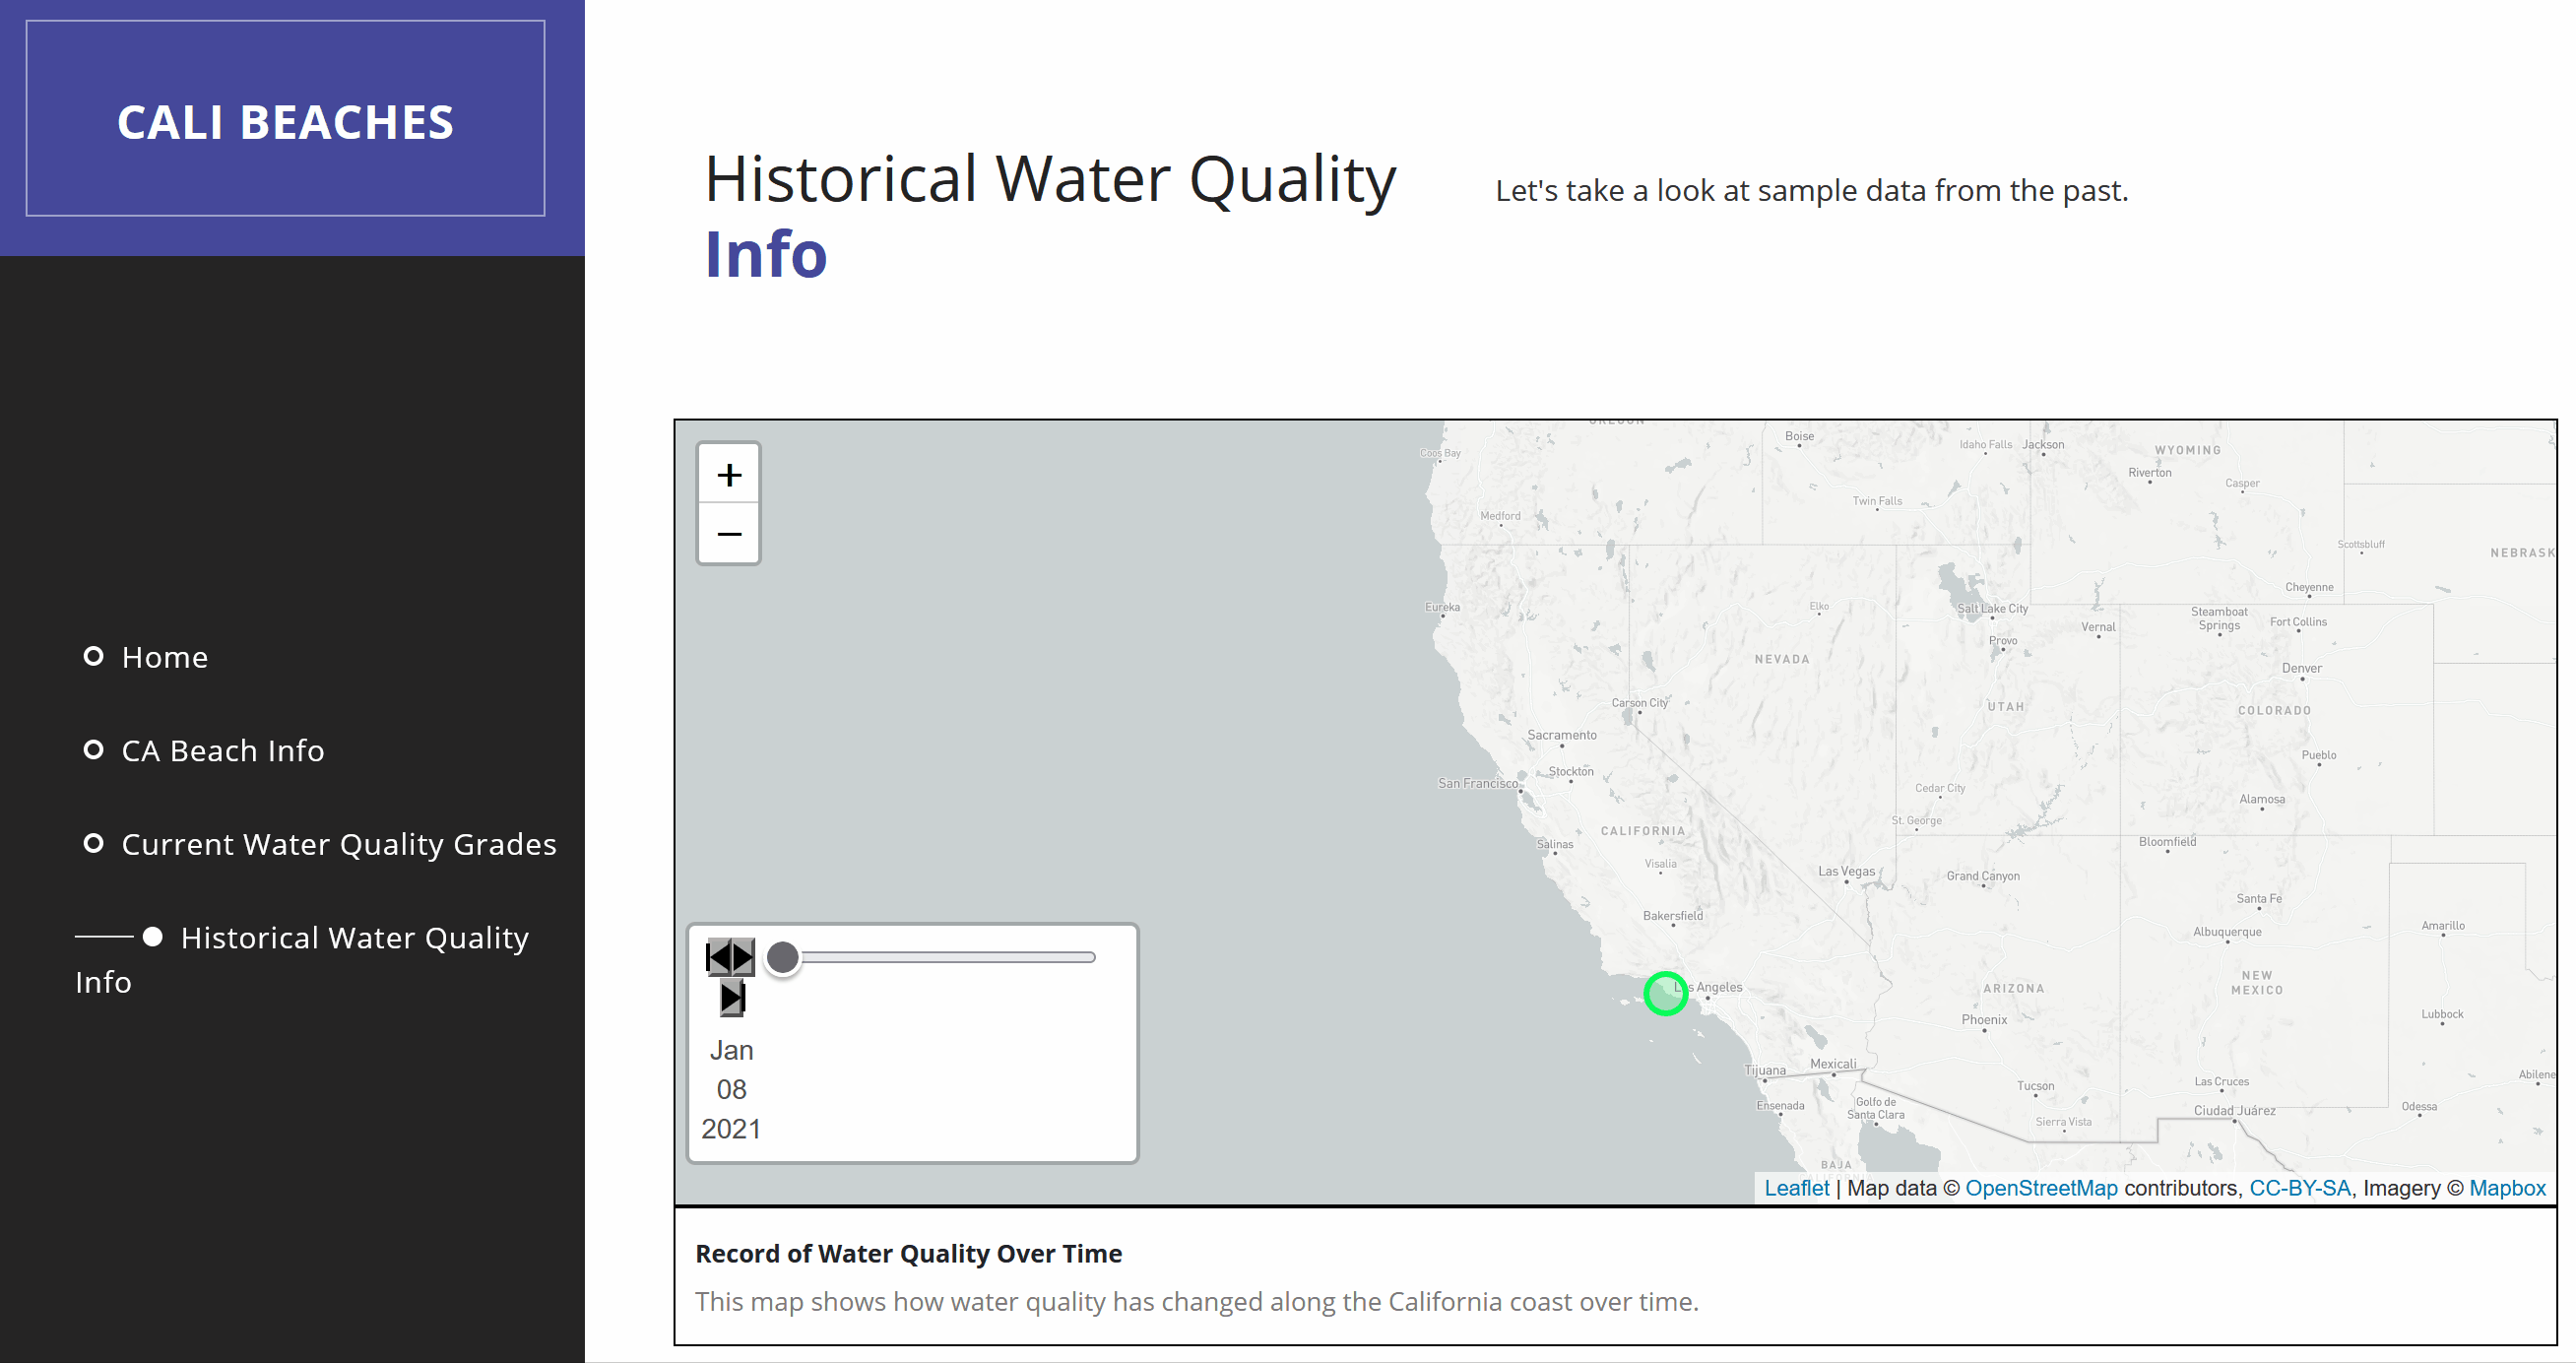 CALI BEACHES
Home
CA Beach Info
Current Water Quality Grades
Historical Water Quality
Info
Historical Water Quality
Info
Let's take a look at sample data from the past.
+
−
Jan
08
2021
Coos Bay
Boise
Idaho Falls
Jackson
WYOMING
Riverton
Casper
Twin Falls
Medford
Scottsbluff
NEBRASK
Cheyenne
Eureka
Elko
Salt Lake City
Steamboat
Springs
Fort Collins
Vernal
Provo
NEVADA
Denver
Carson City
UTAH
COLORADO
Sacramento
Pueblo
Stockton
San Francisco
Cedar City
Alamosa
St. George
CALIFORNIA
Salinas
Bloomfield
Visalia
Las Vegas
Grand Canyon
Santa Fe
Bakersfield
Amarillo
Albuquerque
NEW
MEXICO
Los Angeles
ARIZONA
Lubbock
Phoenix
Tijuana
Mexicali
Abilene
Las Cruces
Tucson
Ensenada
Golfo de
Santa Clara
Ciudad Juárez
Odessa
Sierra Vista
BAJA
Leaflet | Map data © OpenStreetMap contributors, CC-BY-SA, Imagery © Mapbox
Record of Water Quality Over Time
This map shows how water quality has changed along the California coast over time.